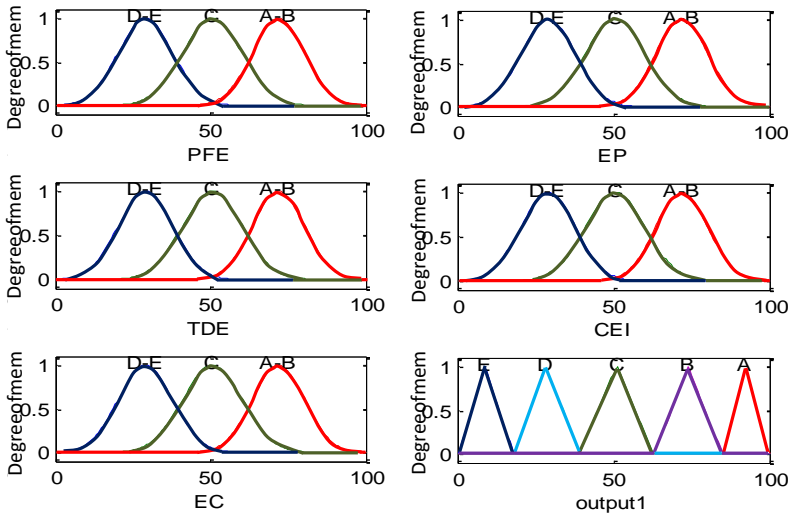 D-E C A-B
Degreeofmem
1
0.5
0
0 50 100
PFE
D-E C A-B
Degreeofmem
1
0.5
0
0 50 100
EP
D-E C A-B
Degreeofmem
1
0.5
0
0 50 100
TDE
D-E C A-B
Degreeofmem
1
0.5
0
0 50 100
CEI
D-E C A-B
Degreeofmem
1
0.5
0
0 50 100
EC
E D C B A
Degreeofmem
1
0.5
0
0 50 100
output1